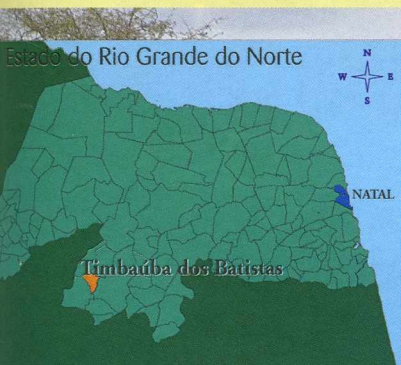 Estado do Rio Grande do Norte
N
W E
S
NATAL
Timbaúba dos Batistas